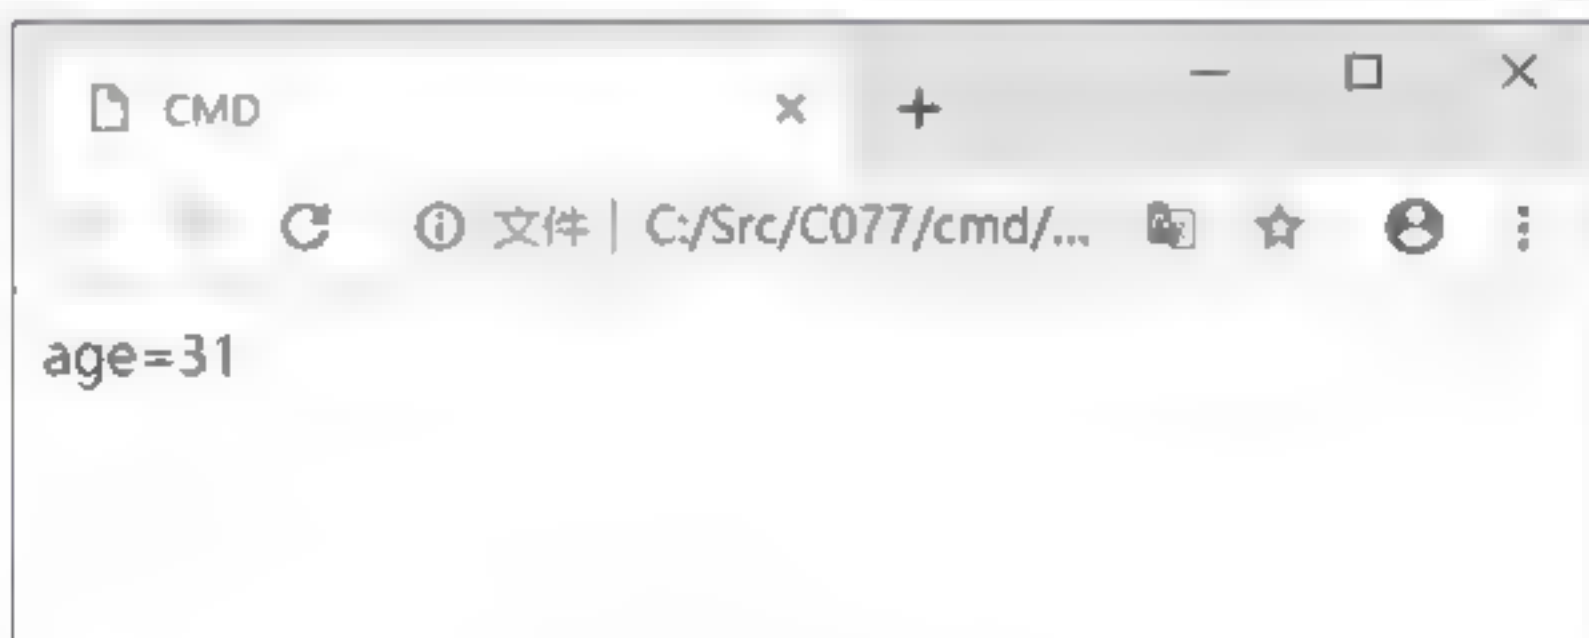 CMD
文件 | C:/Src/C077/cmd/...
age=31